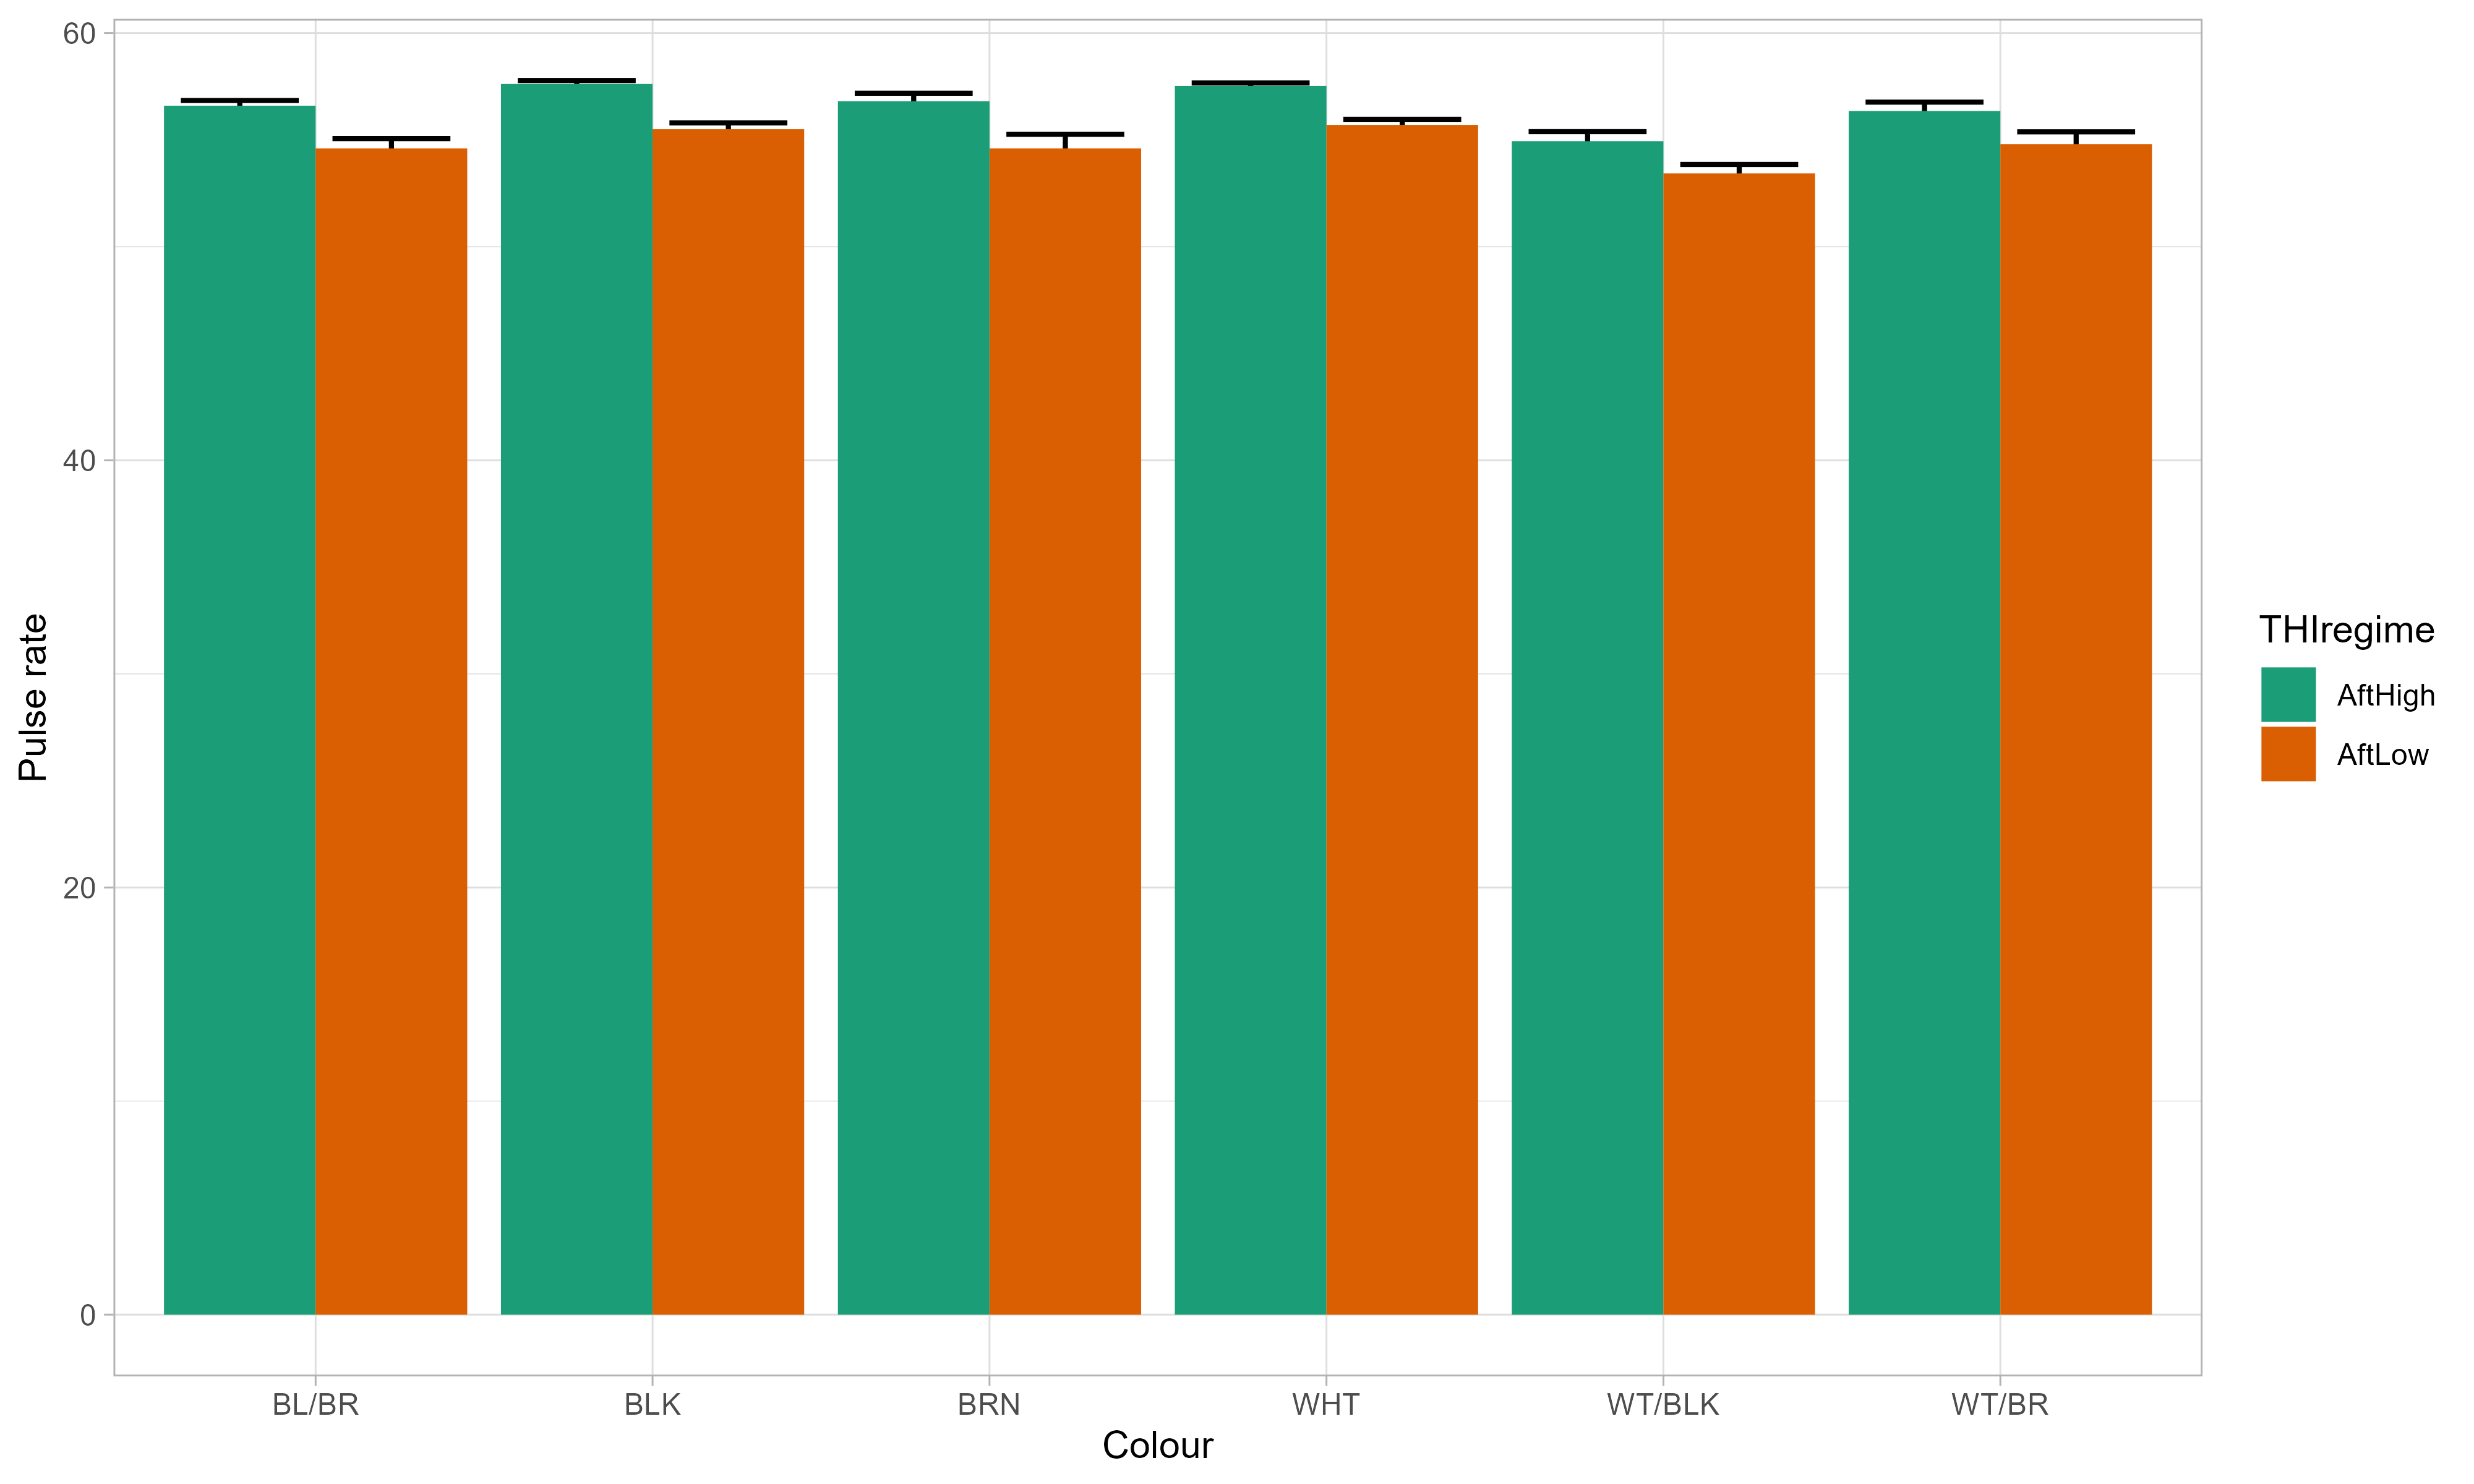 60
40
20
0
Pulse rate
BL/BR BLK BRN WHT WT/BLK WT/BR
Colour
THIregime
AftHigh
AftLow